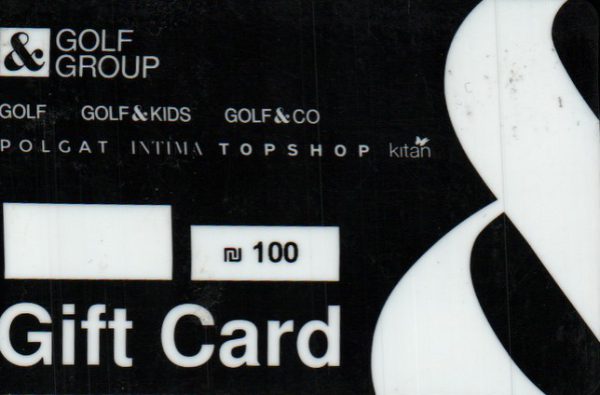 & GOLF
GROUP
GOLF GOLF&KIDS GOLF&CO
POLGAT INTIMA TOPSHOP kitan
₪ 100
Gift Card
&